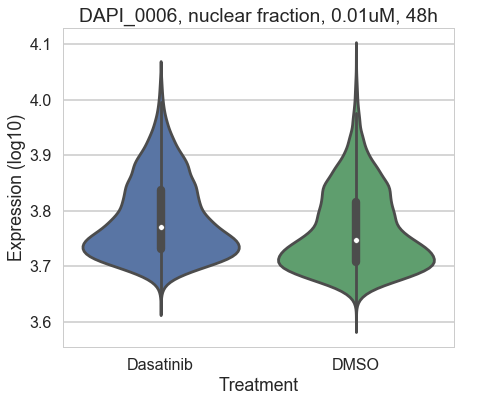 DAPI_0006, nuclear fraction, 0.01uM, 48h
4.1
4.0
3.9
3.8
3.7
3.6
Expression (log10)
Dasatinib DMSO
Treatment